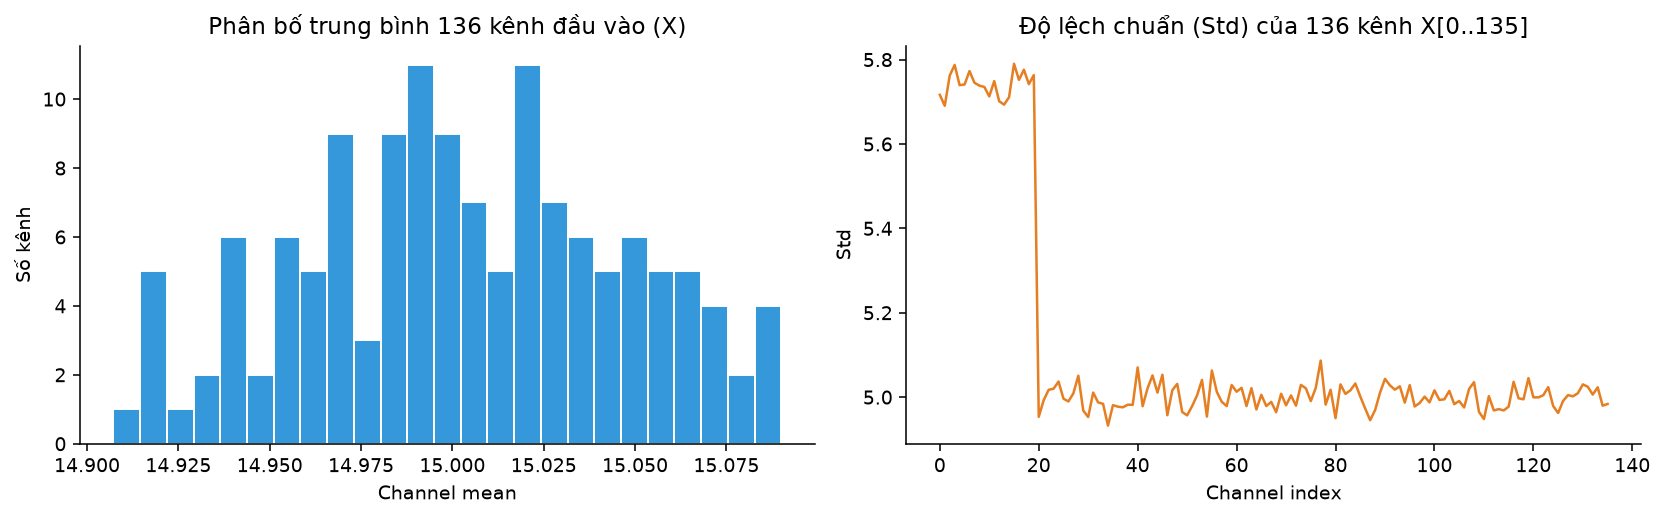 Phân bố trung bình 136 kênh đầu vào (X)
Số kênh
10
8
6
4
2
0
14.900 14.925 14.950 14.975 15.000 15.025 15.050 15.075
Channel mean
Độ lệch chuẩn (Std) của 136 kênh X[0..135]
Std
5.8
5.6
5.4
5.2
5.0
0 20 40 60 80 100 120 140
Channel index